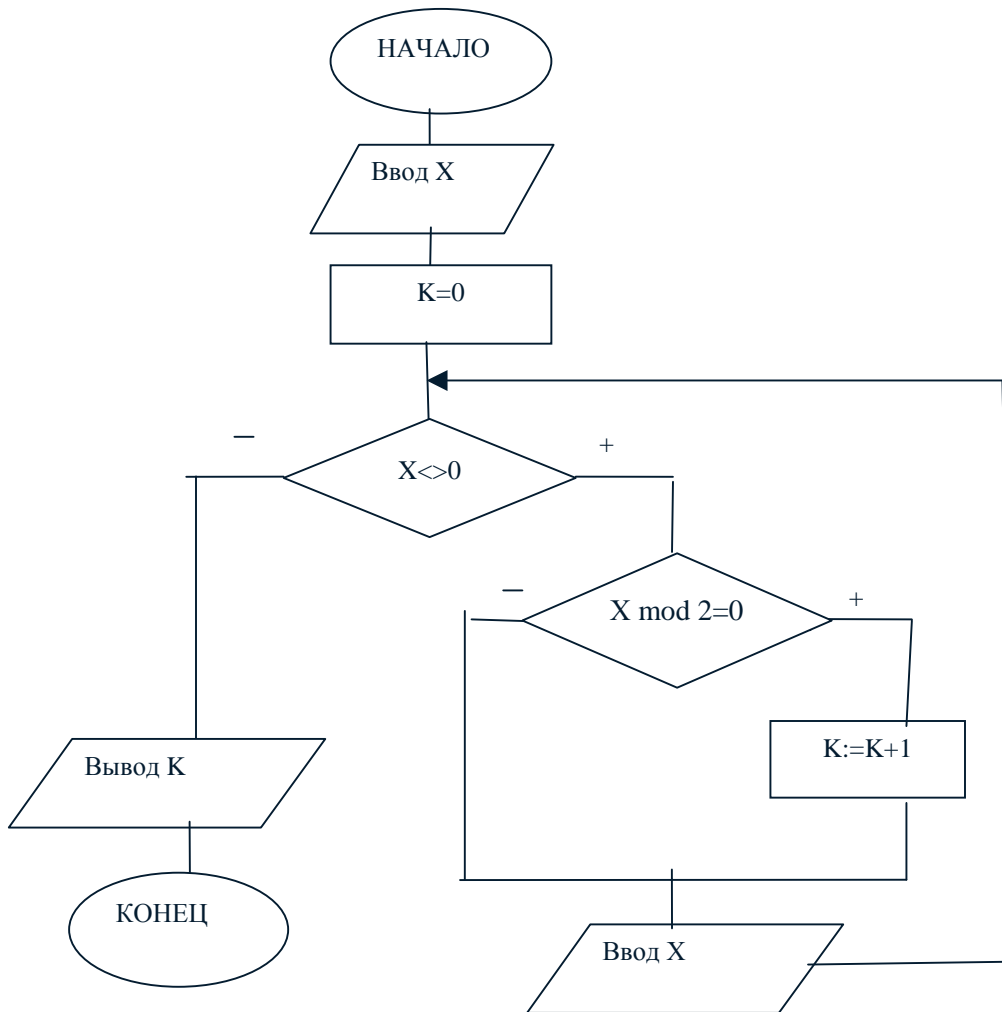 НАЧАЛО
Ввод X
K=0
—
X<>0
+
—
X mod 2=0
+
K:=K+1
Вывод K
КОНЕЦ
Ввод X